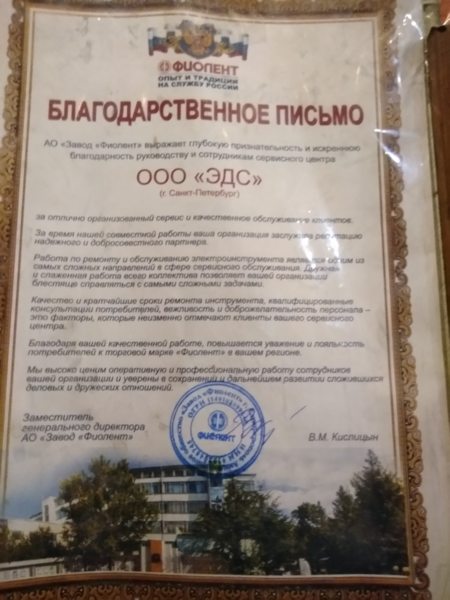 ФИОЛЕНТ
ОПЫТ И ТРАДИЦИИ
НА СЛУЖБУ РОССИИ
БЛАГОДАРСТВЕННОЕ ПИСЬМО
АО «Завод «Фиолент» выражает глубокую признательность и искреннюю
благодарность руководству и сотрудникам сервисного центра
ООО «ЭДС»
(г. Санкт-Петербург)
за отлично организованный сервис и качественное обслуживание клиентов.
За время нашей совместной работы ваша организация заслужила репутацию
надежного и добросовестного партнера.
Работа по ремонту и обслуживанию электроинструмента является одним из
самых сложных направлений в сфере сервисного обслуживания. Дружная
и слаженная работа всего коллектива позволяет вашей организации
блестяще справляться с самыми сложными задачами.
Качество и кратчайшие сроки ремонта инструмента, квалифицированные
консультации потребителей, вежливость и доброжелательность персонала –
это факторы, которые неизменно отмечают клиенты вашего сервисного
центра.
Благодаря вашей качественной работе, повышается уважение и лояльность
потребителей к торговой марке «Фиолент» в вашем регионе.
Мы высоко ценим оперативную и профессиональную работу сотрудников
вашей организации и уверены в сохранении и дальнейшем развитии сложившихся
деловых и дружеских отношений.
Заместитель
генерального директора
АО «Завод «Фиолент»
В.М. Кислицын
«Завод «Фиолент»
ФИОЛЕНТ